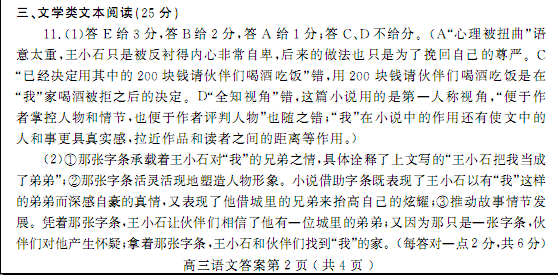 三、文学类文本阅读(25 分)
11.(1)答 E 给 3 分,答 B 给 2 分,答 A 给 1 分;答 C、D 不给分。(A“心理被扭曲”语
意太重,王小石只是被反衬得内心非常自卑,后来的做法也只是为了挽回自己的尊严。C
“已经决定用其中的 200 块钱请伙伴们喝酒吃饭”错,用 200 块钱请伙伴们喝酒吃饭是在
“我”家喝酒被拒之后的决定。D“全知视角”错,这篇小说用的是第一人称视角,“便于作
者掌控人物和情节,也便于作者评判人物”也随之错;“我”在小说中的作用还有使文中的
人和事更具真实感,拉近作品和读者之间的距离等作用。)
(2)①那张字条承载着王小石对“我”的兄弟之情,具体诠释了上文写的“王小石把我当成
了弟弟”;②那张字条活灵活现地塑造人物形象。小说借助字条既表现了王小石以有“我”这样
的弟弟而深感自豪的真情,又表现了他借城里的兄弟来抬高自己的炫耀;③推动故事情节发
展。凭着那张字条,王小石让伙伴们相信了他有一位城里的弟弟;又因为那只是一张字条,伙
伴们对他产生怀疑;拿着那张字条,王小石和伙伴们找到“我”的家。(每答对一点 2 分,共 6 分)
高三语文答案第 2 页(共 4 页)